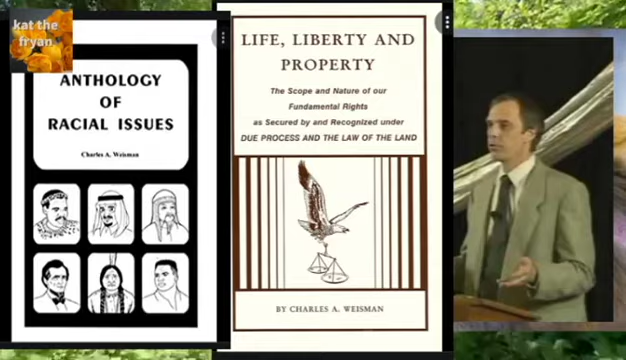 kat the
fryan
ANTHOLOGY
OF
RACIAL ISSUES
Charles A. Weisman
LIFE, LIBERTY AND
PROPERTY
The Scope and Nature of our
Fundamental Rights
as Secured by and Recognized under
DUE PROCESS AND THE LAW OF THE LAND
BY CHARLES A. WEISMAN